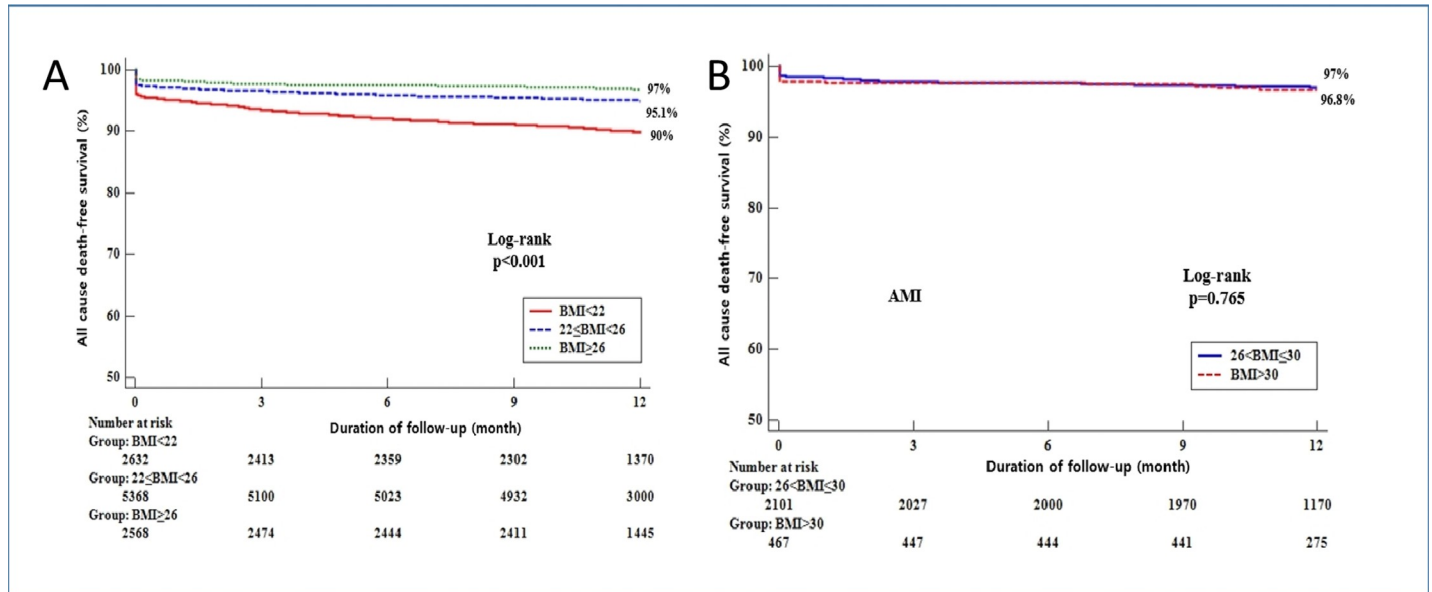 A
100
90
80
70
60
50
All cause death-free survival (%)
97%
95.1%
90%
Log-rank
p<0.001
BMI<22
22≤BMI<26
BMI≥26
0 3 6 9 12
Duration of follow-up (month)
Number at risk
Group: BMI<22
2632 2413 2359 2302 1370
Group: 22≤BMI<26
5368 5100 5023 4932 3000
Group: BMI≥26
2568 2474 2444 2411 1445
B
100
90
80
70
60
50
All cause death-free survival (%)
97%
96.8%
AMI
Log-rank
p=0.765
26<BMI≤30
BMI>30
0 3 6 9 12
Duration of follow-up (month)
Number at risk
Group: 26<BMI≤30
2101 2027 2000 1970 1170
Group: BMI>30
467 447 444 441 275